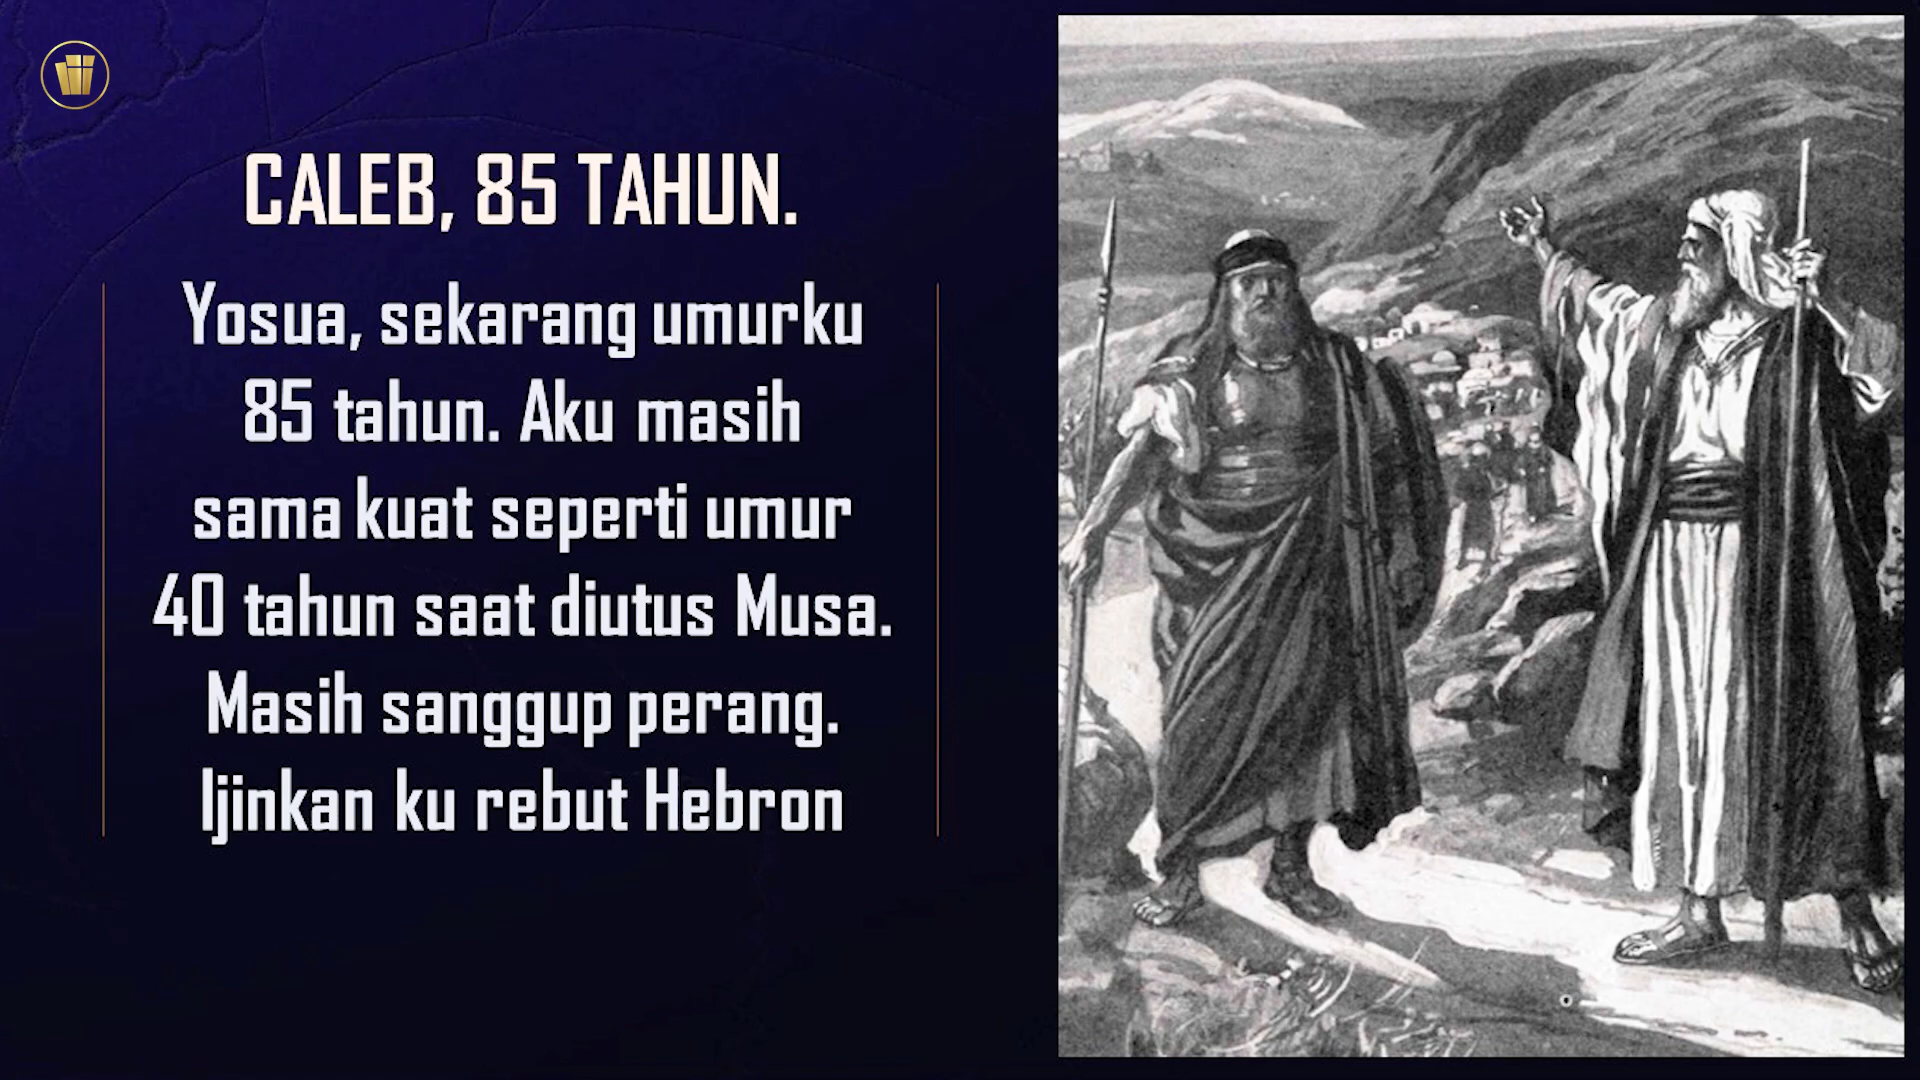 CALEB, 85 TAHUN.
Yosua, sekarang umurku
85 tahun. Aku masih
sama kuat seperti umur
40 tahun saat diutus Musa.
Masih sanggup perang.
Ijinkan ku rebut Hebron